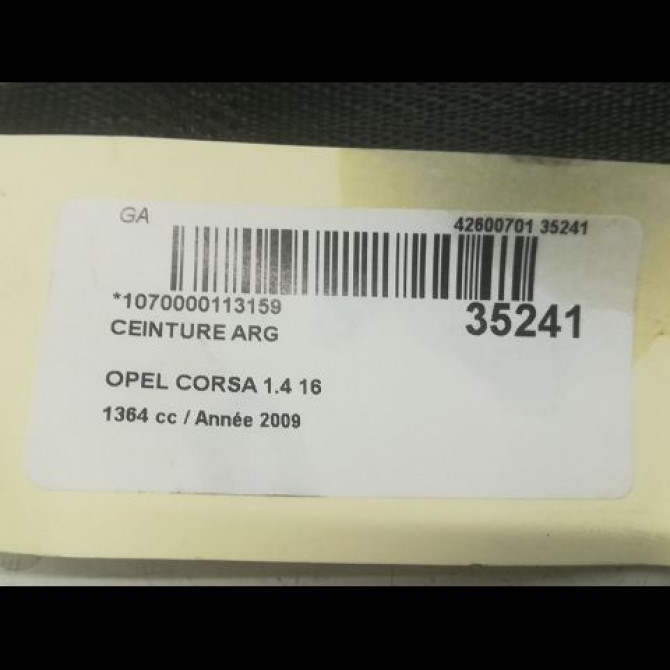 GA
42600701 35241
*1070000113159
35241
CEINTURE ARG
OPEL CORSA 1.4 16
1364 cc / Année 2009